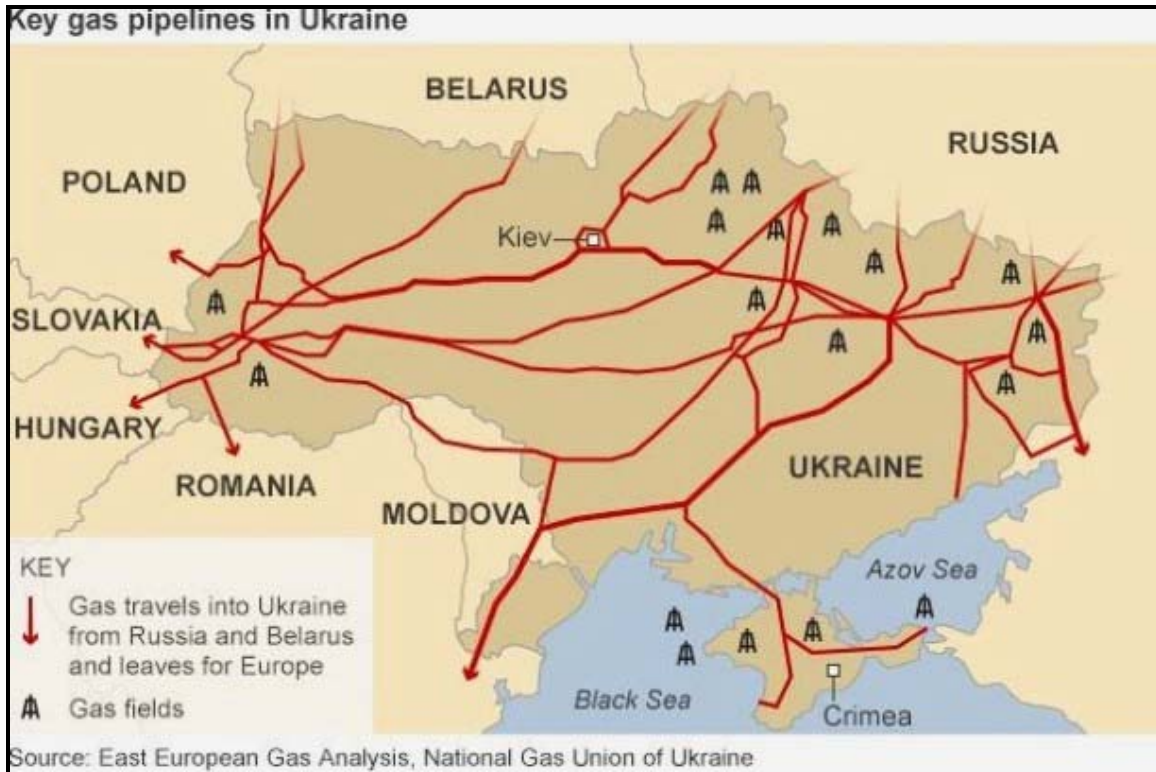 Key gas pipelines in Ukraine
BELARUS
RUSSIA
POLAND
Kiev
SLOVAKIA
HUNGARY
UKRAINE
ROMANIA
MOLDOVA
Azov Sea
Black Sea
Crimea
KEY
Gas travels into Ukraine
from Russia and Belarus
and leaves for Europe
Gas fields
Source: East European Gas Analysis, National Gas Union of Ukraine